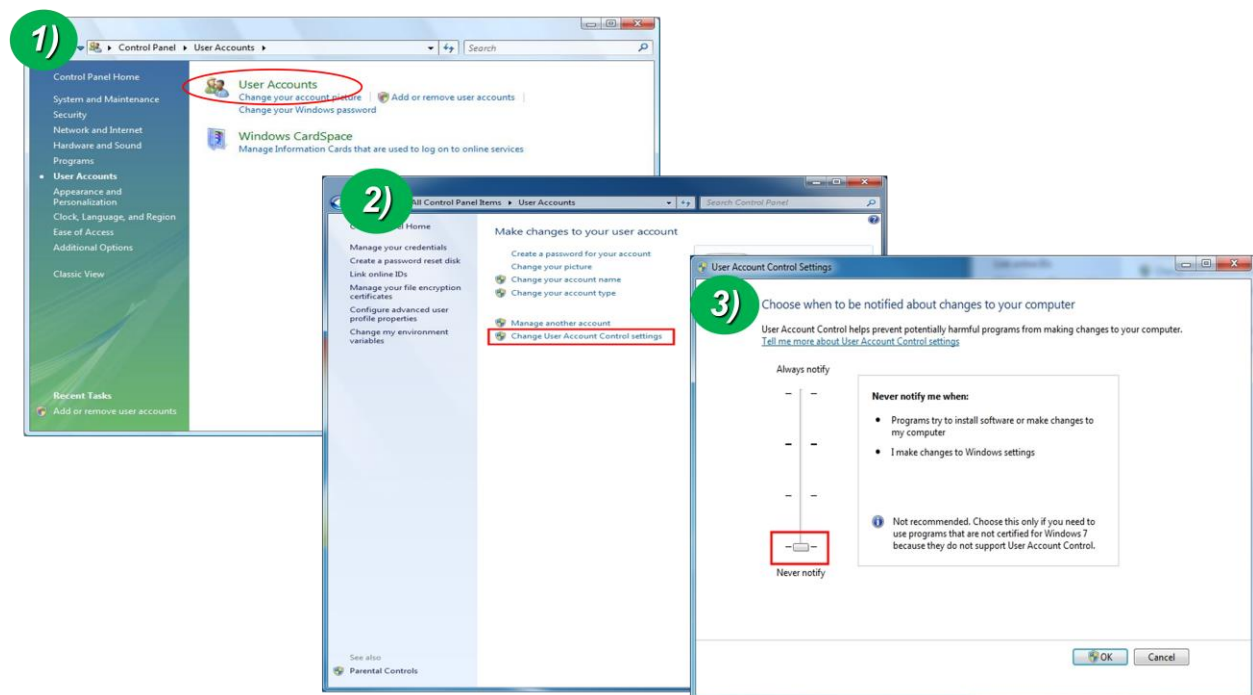 1)
Control Panel ▸ User Accounts ▸
Search
Control Panel Home
System and Maintenance
Security
Network and Internet
Hardware and Sound
Programs
• User Accounts
Appearance and
Personalization
Clock, Language, and Region
Ease of Access
Additional Options
Classic View
Recent Tasks
Add or remove user accounts
User Accounts
Change your account picture | Add or remove user accounts |
Change your Windows password
Windows CardSpace
Manage Information Cards that are used to log on to online services
2)
All Control Panel Items ▸ User Accounts
Search Control Panel
Home
Manage your credentials
Create a password reset disk
Link online IDs
Manage your file encryption
certificates
Configure advanced user
profile properties
Change my environment
variables
See also
Parental Controls
Make changes to your user account
Create a password for your account
Change your picture
Change your account name
Change your account type
Manage another account
Change User Account Control settings
3)
User Account Control Settings
Choose when to be notified about changes to your computer
User Account Control helps prevent potentially harmful programs from making changes to your computer.
Tell me more about User Account Control settings
Always notify
Never notify
Never notify me when:
• Programs try to install software or make changes to
my computer
• I make changes to Windows settings
Not recommended. Choose this only if you need to
use programs that are not certified for Windows 7
because they do not support User Account Control.
OK
Cancel